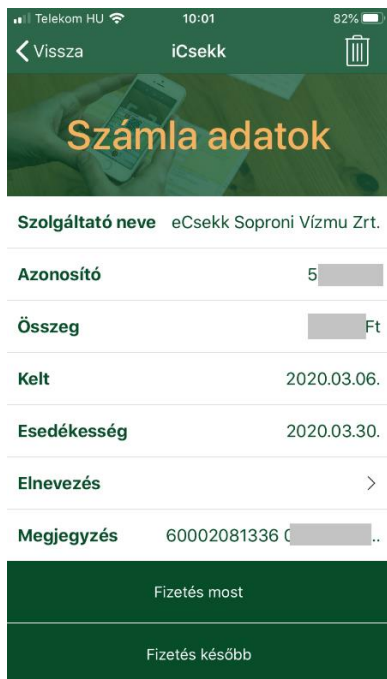 Telekom HU 10:01 82%
Vissza iCsekk
Számla adatok
Szolgáltató neve eCsekk Soproni Vízmu Zrt.
Azonosító 5
Összeg Ft
Kelt 2020.03.06.
Esedékesség 2020.03.30.
Elnevezés
Megjegyzés 60002081336 ..
Fizetés most
Fizetés később